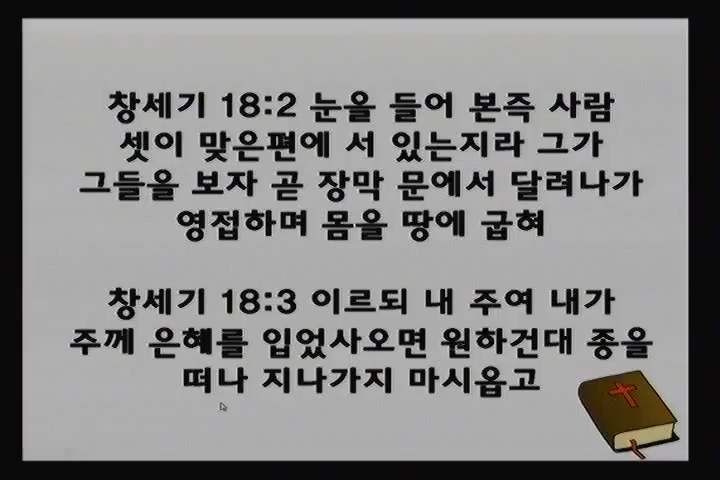 창세기 18:2 눈을 들어 본즉 사람
셋이 맞은편에 서 있는지라 그가
그들을 보자 곧 장막 문에서 달려나가
영접하며 몸을 땅에 굽혀
창세기 18:3 이르되 내 주여 내가
주께 은혜를 입었사오면 원하건대 종을
떠나 지나가지 마시옵고